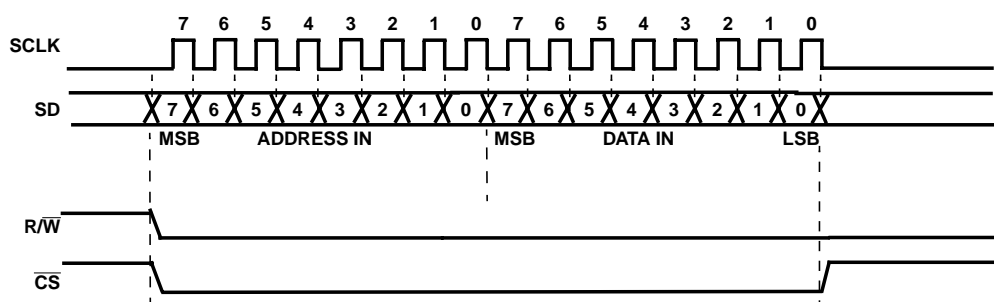 7 6 5 4 3 2 1 0 7 6 5 4 3 2 1 0
SCLK
SD 7 6 5 4 3 2 1 0 7 6 5 4 3 2 1 0
MSB ADDRESS IN MSB DATA IN LSB
R/W̅
C̅S̅